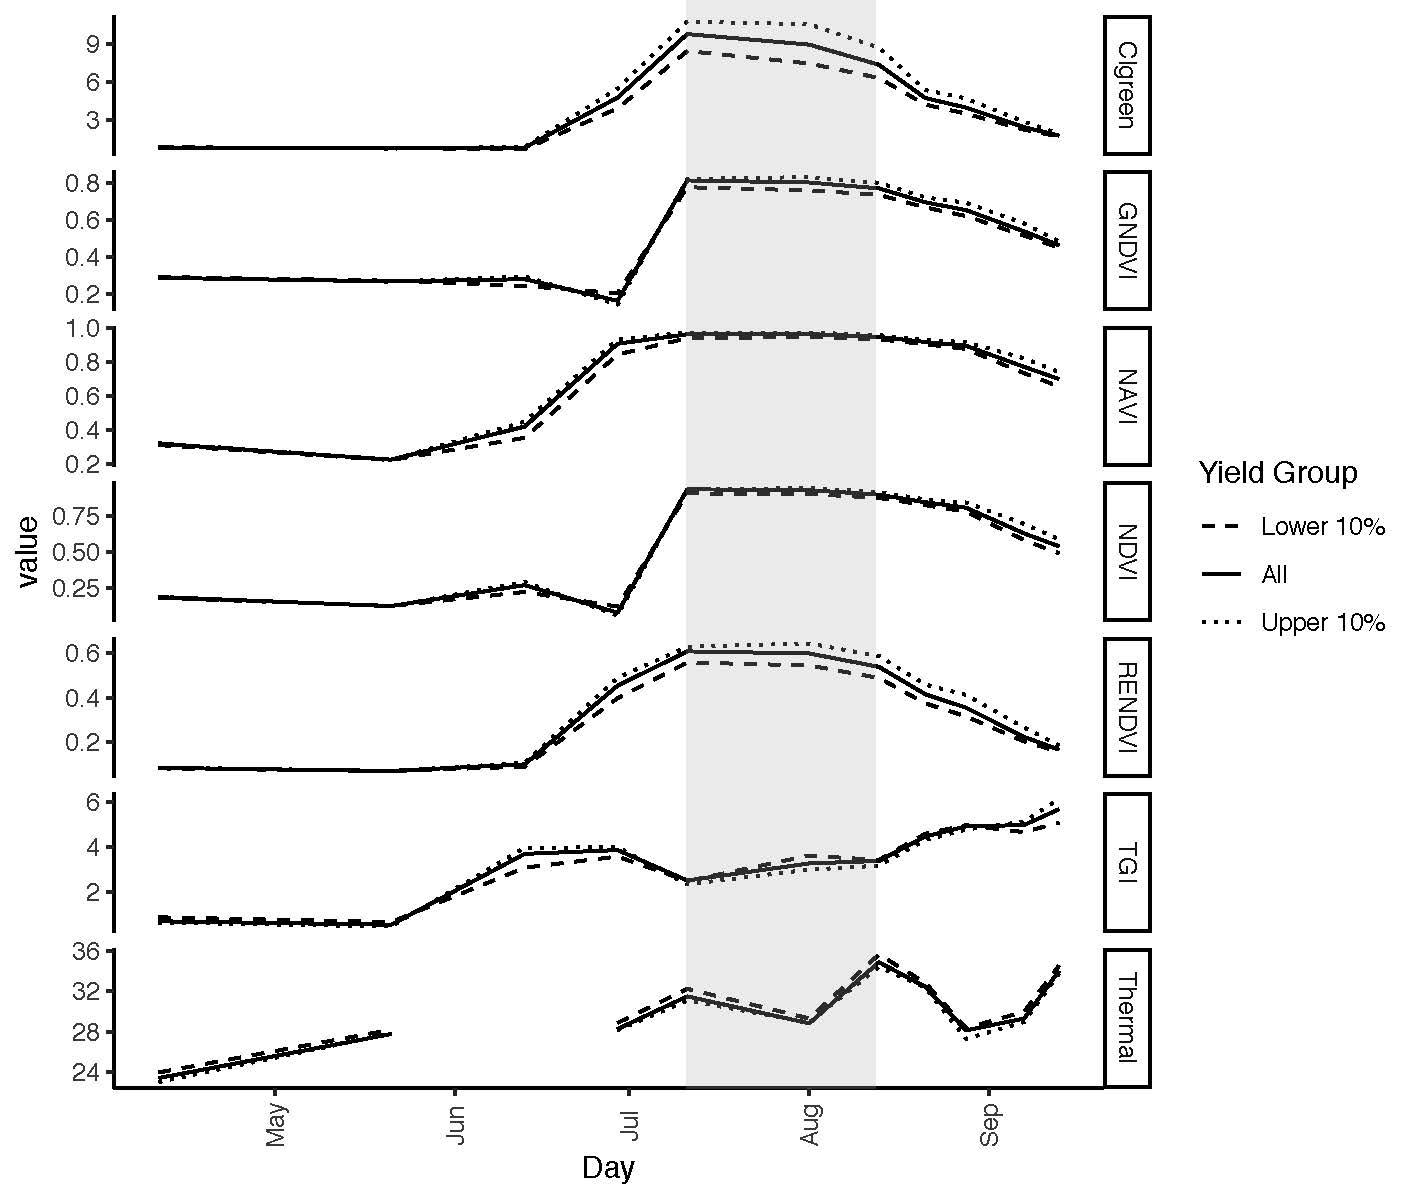 9
6
3
CIgreen
0.8
0.6
0.4
0.2
GNDVI
1.0
0.8
0.6
0.4
0.2
NAVI
0.75
0.50
0.25
NDVI
0.6
0.4
0.2
RENDVI
6
4
2
TGI
36
32
28
24
Thermal
value
May
Jun
Jul
Aug
Sep
Day
Yield Group
Lower 10%
All
Upper 10%